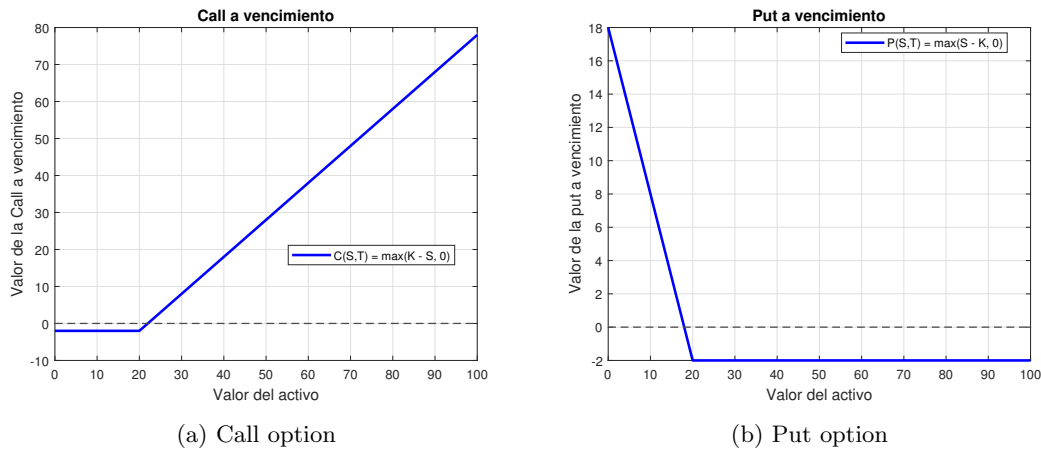 Call a vencimiento
80
70
60
50
40
30
20
10
0
-10
Valor de la Call a vencimiento
C(S,T) = max(K - S, 0)
0 10 20 30 40 50 60 70 80 90 100
Valor del activo
(a) Call option
Put a vencimiento
18
16
14
12
10
8
6
4
2
0
-2
Valor de la put a vencimiento
P(S,T) = max(S - K, 0)
0 10 20 30 40 50 60 70 80 90 100
Valor del activo
(b) Put option